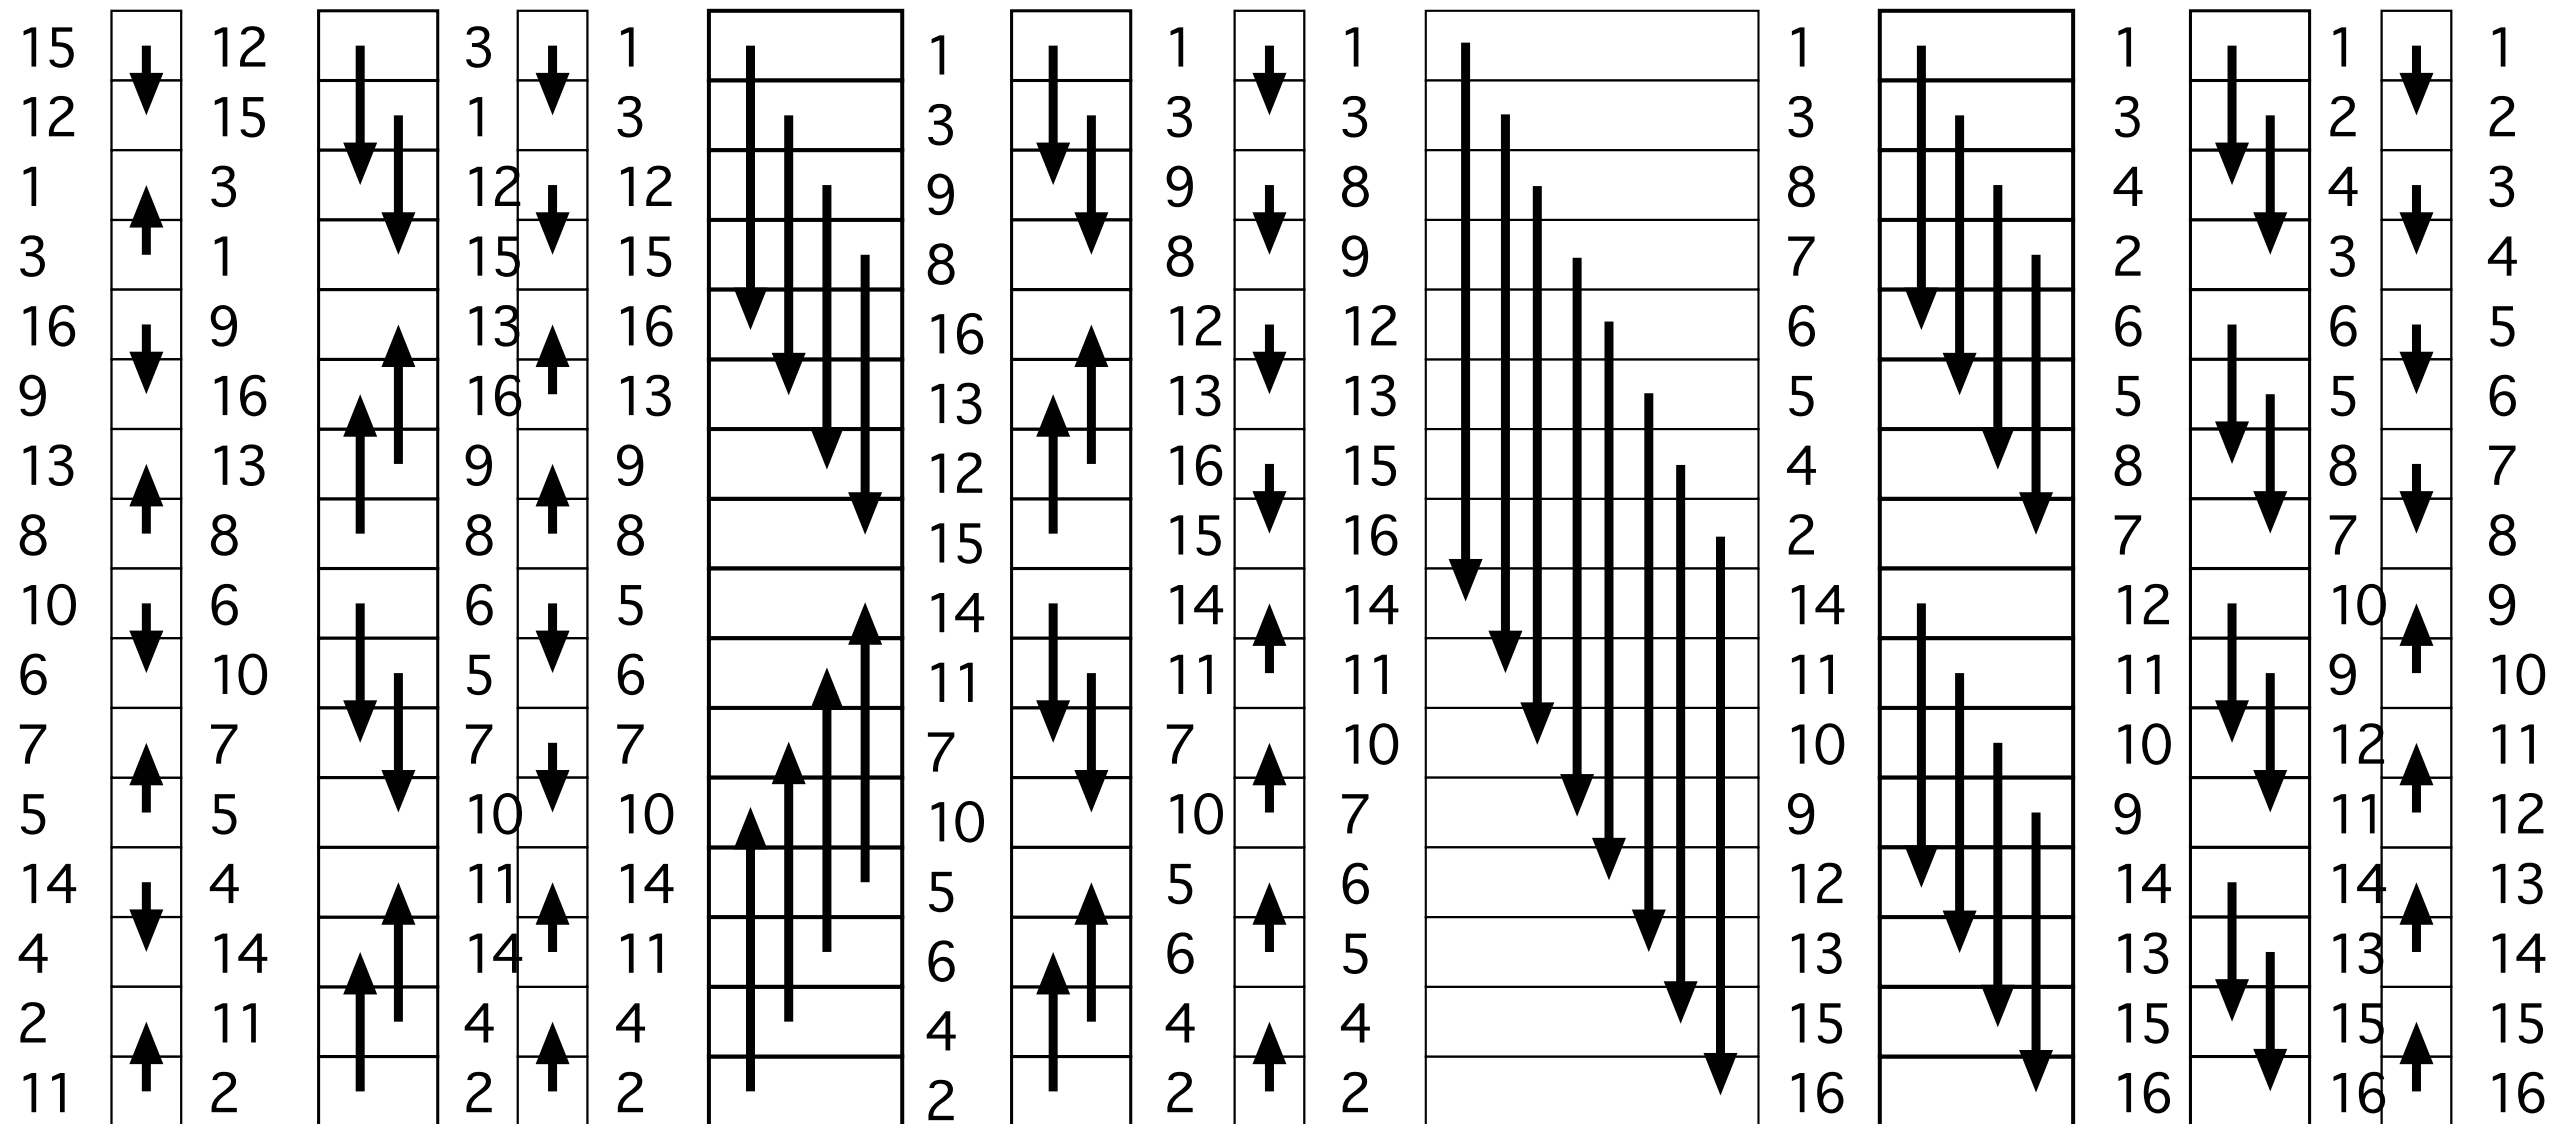 15 12 3 1 1 1 1 1 1 1 1
12 15 1 3 3 3 3 3 3 2 2
1 3 12 12 9 9 8 8 4 4 3
3 1 15 15 8 8 9 7 2 3 4
16 9 13 16 16 12 12 6 6 6 5
9 16 16 13 13 13 13 5 5 5 6
13 13 9 9 12 16 15 4 8 8 7
8 8 8 8 15 15 16 2 7 7 8
10 6 6 5 14 14 14 14 12 10 9
6 10 5 6 11 11 11 11 11 9 10
7 7 7 7 7 7 10 10 10 12 11
5 5 10 10 10 10 7 9 9 11 12
14 4 11 14 5 5 6 12 14 14 13
4 14 14 11 6 6 5 13 13 13 14
2 11 4 4 4 4 4 15 15 15 15
11 2 2 2 2 2 2 16 16 16 16